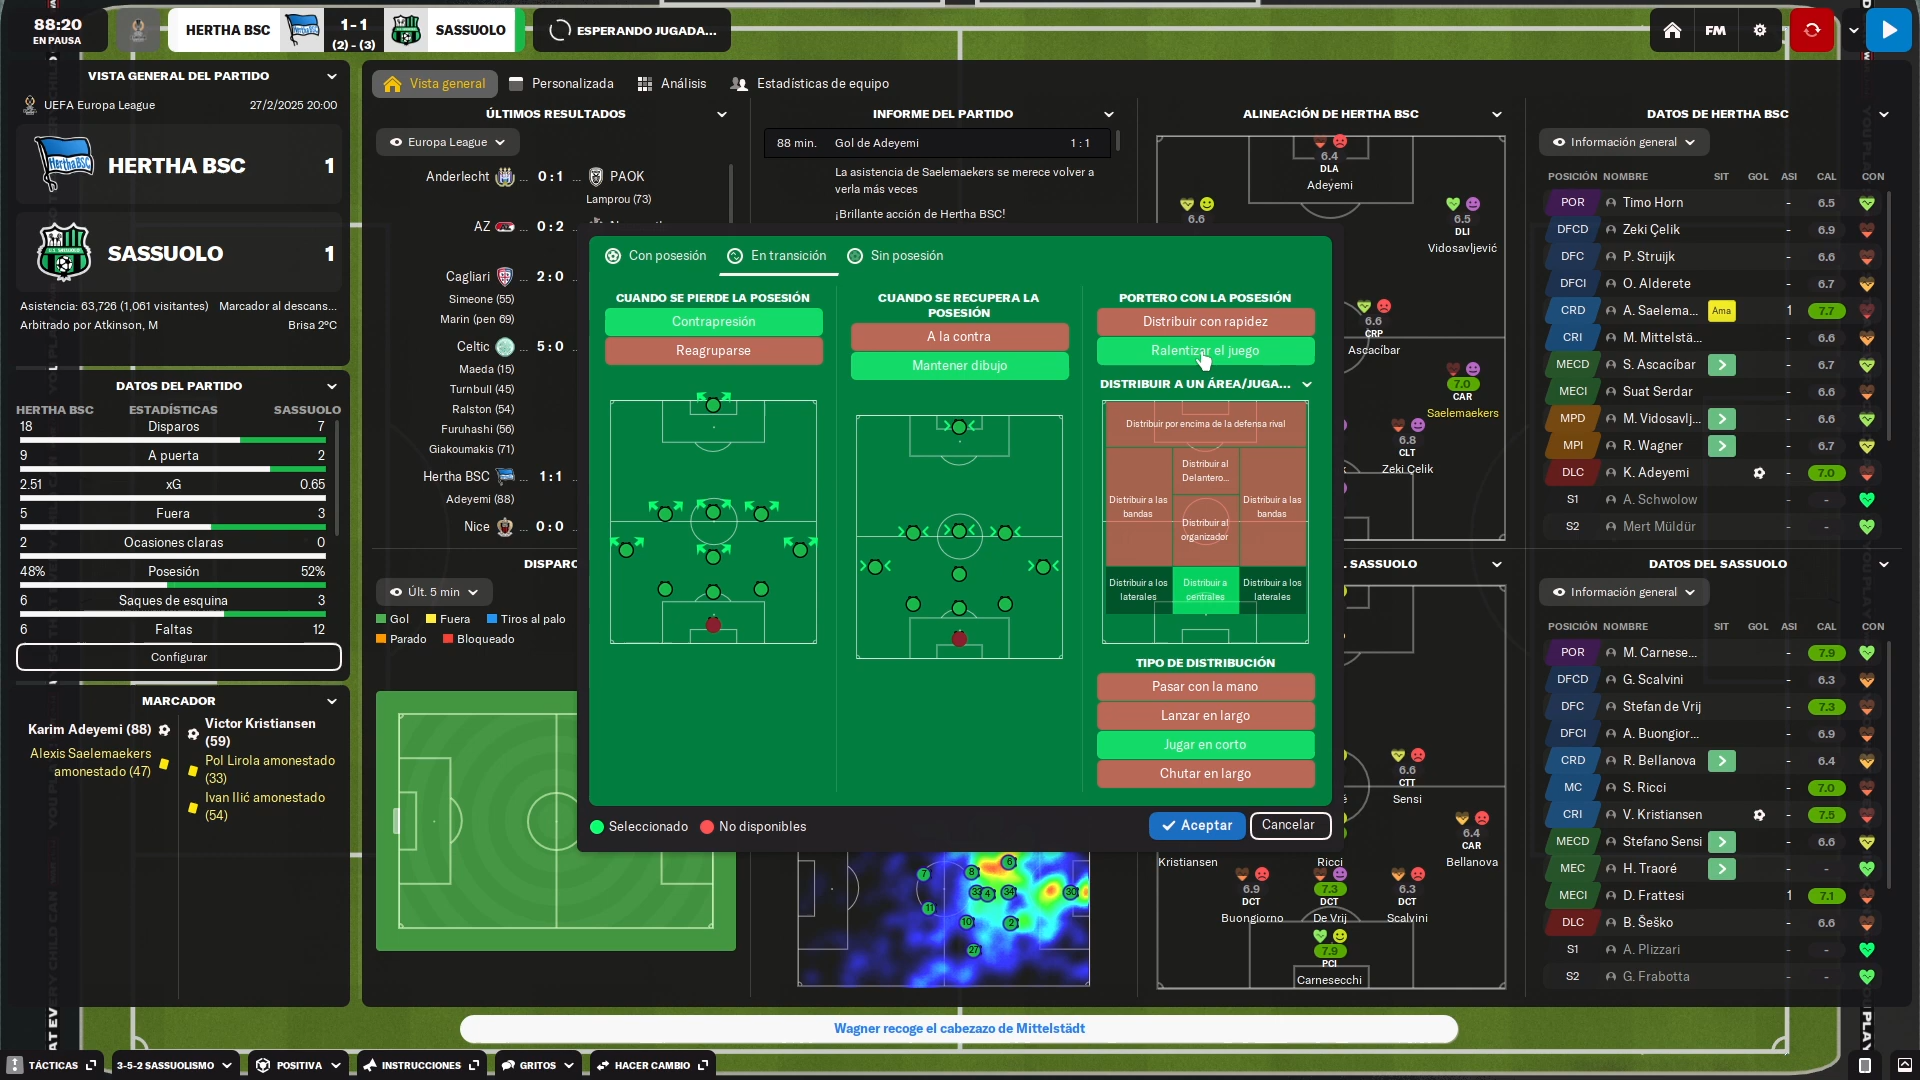 88:20
EN PAUSA
HERTHA BSC
1-1
(2) - (3)
SASSUOLO
ESPERANDO JUGADA...
FM
VISTA GENERAL DEL PARTIDO
UEFA Europa League
27/2/2025 20:00
HERTHA BSC 1
SASSUOLO 1
Asistencia: 63,726 (1,061 visitantes)
Marcador al descans...
Arbitrado por Atkinson, M
Brisa 2ºC
DATOS DEL PARTIDO
HERTHA BSC ESTADÍSTICAS SASSUOLO
18 Disparos 7
9 A puerta 2
2.51 xG 0.65
5 Fuera 3
2 Ocasiones claras 0
48% Posesión 52%
6 Saques de esquina 3
6 Faltas 12
Configurar
MARCADOR
Karim Adeyemi (88)
Alexis Saelemaekers
amonestado (47)
Victor Kristiansen
(59)
Pol Lirola amonestado
(33)
Ivan Ilić amonestado
(54)
Vista general
Personalizada
Análisis
Estadísticas de equipo
ÚLTIMOS RESULTADOS
Europa League
Anderlecht ... 0:1 ... PAOK
Lamprou (73)
AZ ... 0:2 ...
Cagliari ... 2:0 ...
Simeone (55)
Marin (pen 69)
Celtic ... 5:0 ...
Maeda (15)
Turnbull (45)
Ralston (54)
Furuhashi (56)
Giakoumakis (71)
Hertha BSC ... 1:1 ...
Adeyemi (88)
Nice ... 0:0 ...
INFORME DEL PARTIDO
88 min. Gol de Adeyemi 1:1
La asistencia de Saelemaekers se merece volver a
verla más veces
¡Brillante acción de Hertha BSC!
DISPARO
Últ. 5 min
Gol
Fuera
Tiros al palo
Parado
Bloqueado
Con posesión
En transición
Sin posesión
CUANDO SE PIERDE LA POSESIÓN
Contrapresión
Reagruparse
CUANDO SE RECUPERA LA
POSESIÓN
A la contra
Mantener dibujo
PORTERO CON LA POSESIÓN
Distribuir con rapidez
Ralentizar el juego
DISTRIBUIR A UN ÁREA/JUGA...
Distribuir por encima de la defensa rival
Distribuir al
Delantero...
Distribuir a las
bandas
Distribuir a las
bandas
Distribuir al
organizador
Distribuir a los
laterales
Distribuir a
centrales
Distribuir a los
laterales
TIPO DE DISTRIBUCIÓN
Pasar con la mano
Lanzar en largo
Jugar en corto
Chutar en largo
Seleccionado
No disponibles
Aceptar
Cancelar
7
8
6
33
4
34
30
11
10
2
27
ALINEACIÓN DE HERTHA BSC
6.4
DLA
Adeyemi
6.6
6.5
DLI
Vidosavljević
6.6
CRP
Ascacíbar
7.0
CAR
Saelemaekers
6.8
CLT
Zeki Çelik
L SASSUOLO
6.6
CTT
Sensi
6.4
CAR
Bellanova
Kristiansen
Ricci
6.9
DCT
Buongiorno
7.3
DCT
De Vrij
6.3
DCT
Scalvini
7.9
PCI
Carnesecchi
DATOS DE HERTHA BSC
Información general
POSICIÓN NOMBRE SIT GOL ASI CAL CON
POR Timo Horn - 6.5
DFCD Zeki Çelik - 6.9
DFC P. Struijk - 6.6
DFCI O. Alderete - 6.6
CRD A. Saelema... Ama 1 7.7
CRI M. Mittelstä... - 6.6
MECD S. Ascacíbar - 6.7
MECI Suat Serdar - 6.6
MPD M. Vidosavlj... - 6.6
MPI R. Wagner - 6.7
DLC K. Adeyemi - 7.0
S1 A. Schwolow - -
S2 Mert Müldür - -
DATOS DEL SASSUOLO
Información general
POSICIÓN NOMBRE SIT GOL ASI CAL CON
POR M. Carnese... - 7.9
DFCD G. Scalvini - 6.3
DFC Stefan de Vrij - 7.3
DFCI A. Buongior... - 6.9
CRD R. Bellanova - 6.4
MC S. Ricci - 7.0
CRI V. Kristiansen - 7.5
MECD Stefano Sensi - 6.6
MEC H. Traoré - -
MECI D. Frattesi 1 7.1
DLC B. Šeško - 6.6
S1 A. Plizzari - -
S2 G. Frabotta - -
Wagner recoge el cabezazo de Mittelstädt
TÁCTICAS
3-5-2 SASSUOLISMO
POSITIVA
INSTRUCCIONES
GRITOS
HACER CAMBIO